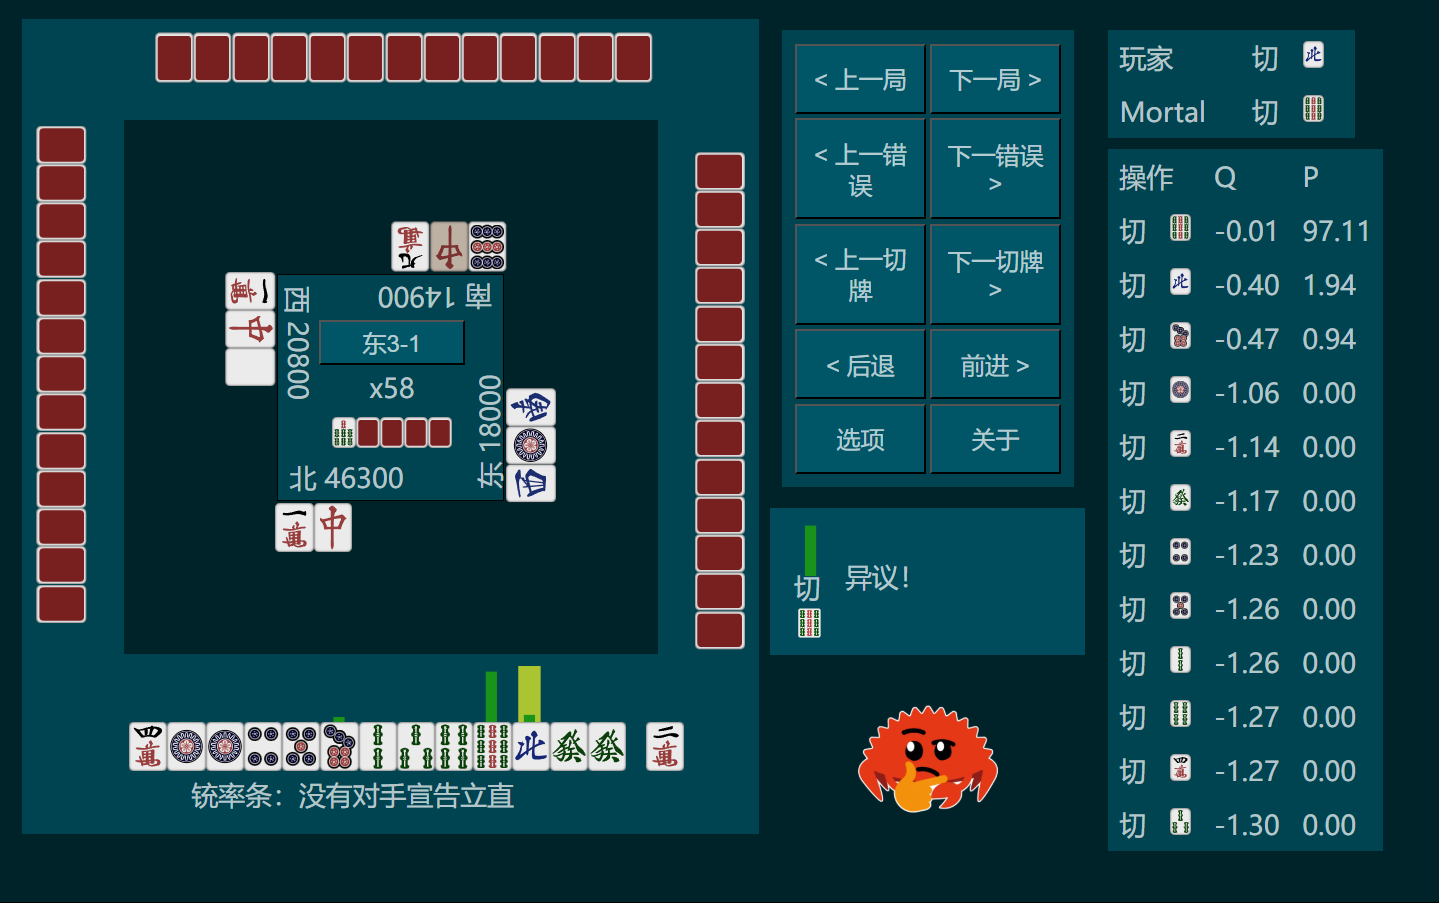 南 14900
西 20800
东3-1
x58
东 18000
北 46300
铳率条：没有对手宣告立直
< 上一局
下一局 >
< 上一错误
下一错误 >
< 上一切牌
下一切牌 >
< 后退
前进 >
选项
关于
切
异议！
玩家 切
Mortal 切
操作 Q P
切 -0.01 97.11
切 -0.40 1.94
切 -0.47 0.94
切 -1.06 0.00
切 -1.14 0.00
切 -1.17 0.00
切 -1.23 0.00
切 -1.26 0.00
切 -1.26 0.00
切 -1.27 0.00
切 -1.27 0.00
切 -1.30 0.00